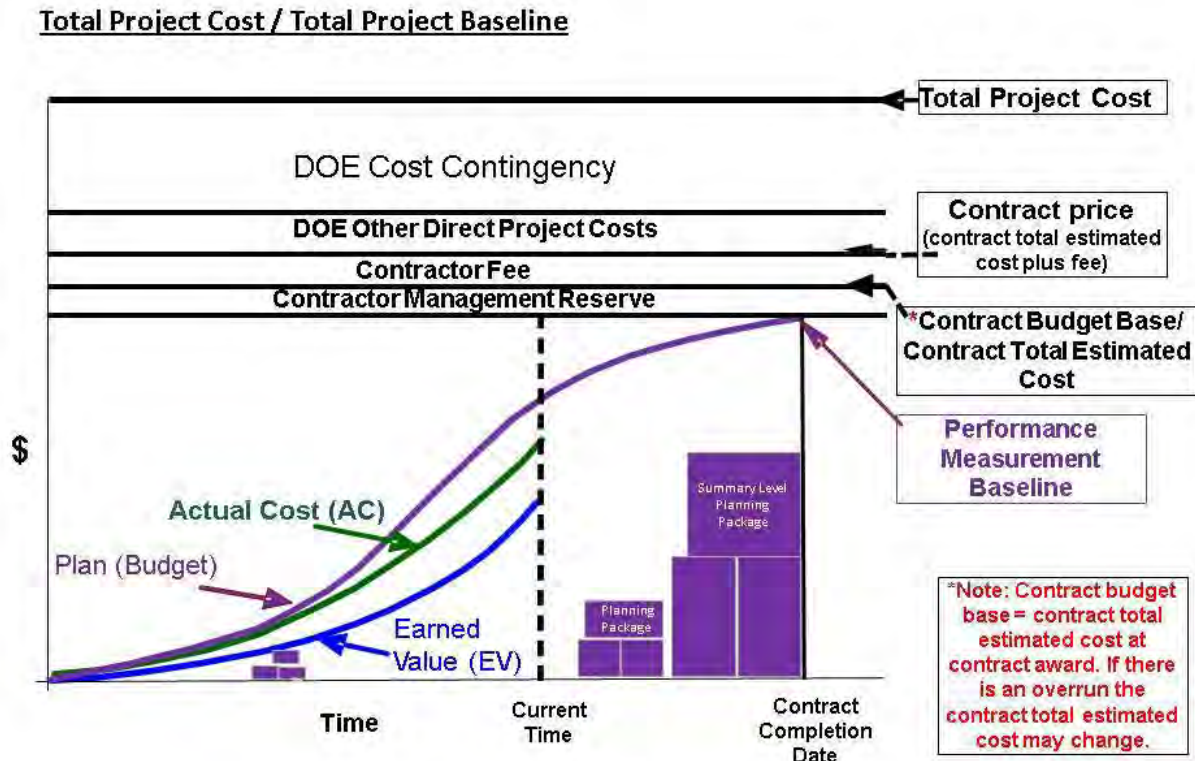 Total Project Cost / Total Project Baseline
Total Project Cost
DOE Cost Contingency
Contract price
(contract total estimated
cost plus fee)
DOE Other Direct Project Costs
Contractor Fee
Contractor Management Reserve
*Contract Budget Base/
Contract Total Estimated
Cost
Performance
Measurement
Baseline
$
Summary Level
Planning
Package
Actual Cost (AC)
Plan (Budget)
Planning
Package
Earned
Value (EV)
*Note: Contract budget
base = contract total
estimated cost at
contract award. If there
is an overrun the
contract total estimated
cost may change.
Time
Current
Time
Contract
Completion
Date